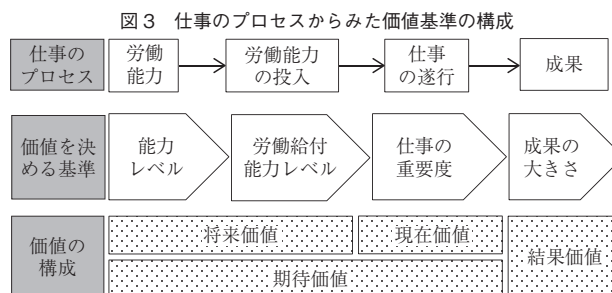 図３　仕事のプロセスからみた価値基準の構成
仕事の
プロセス
労働
能力
労働能力
の投入
仕事
の遂行
成果
価値を決
める基準
能力
レベル
労働給付
能力レベル
仕事の
重要度
成果の
大きさ
価値の
構成
将来価値
現在価値
結果価値
期待価値